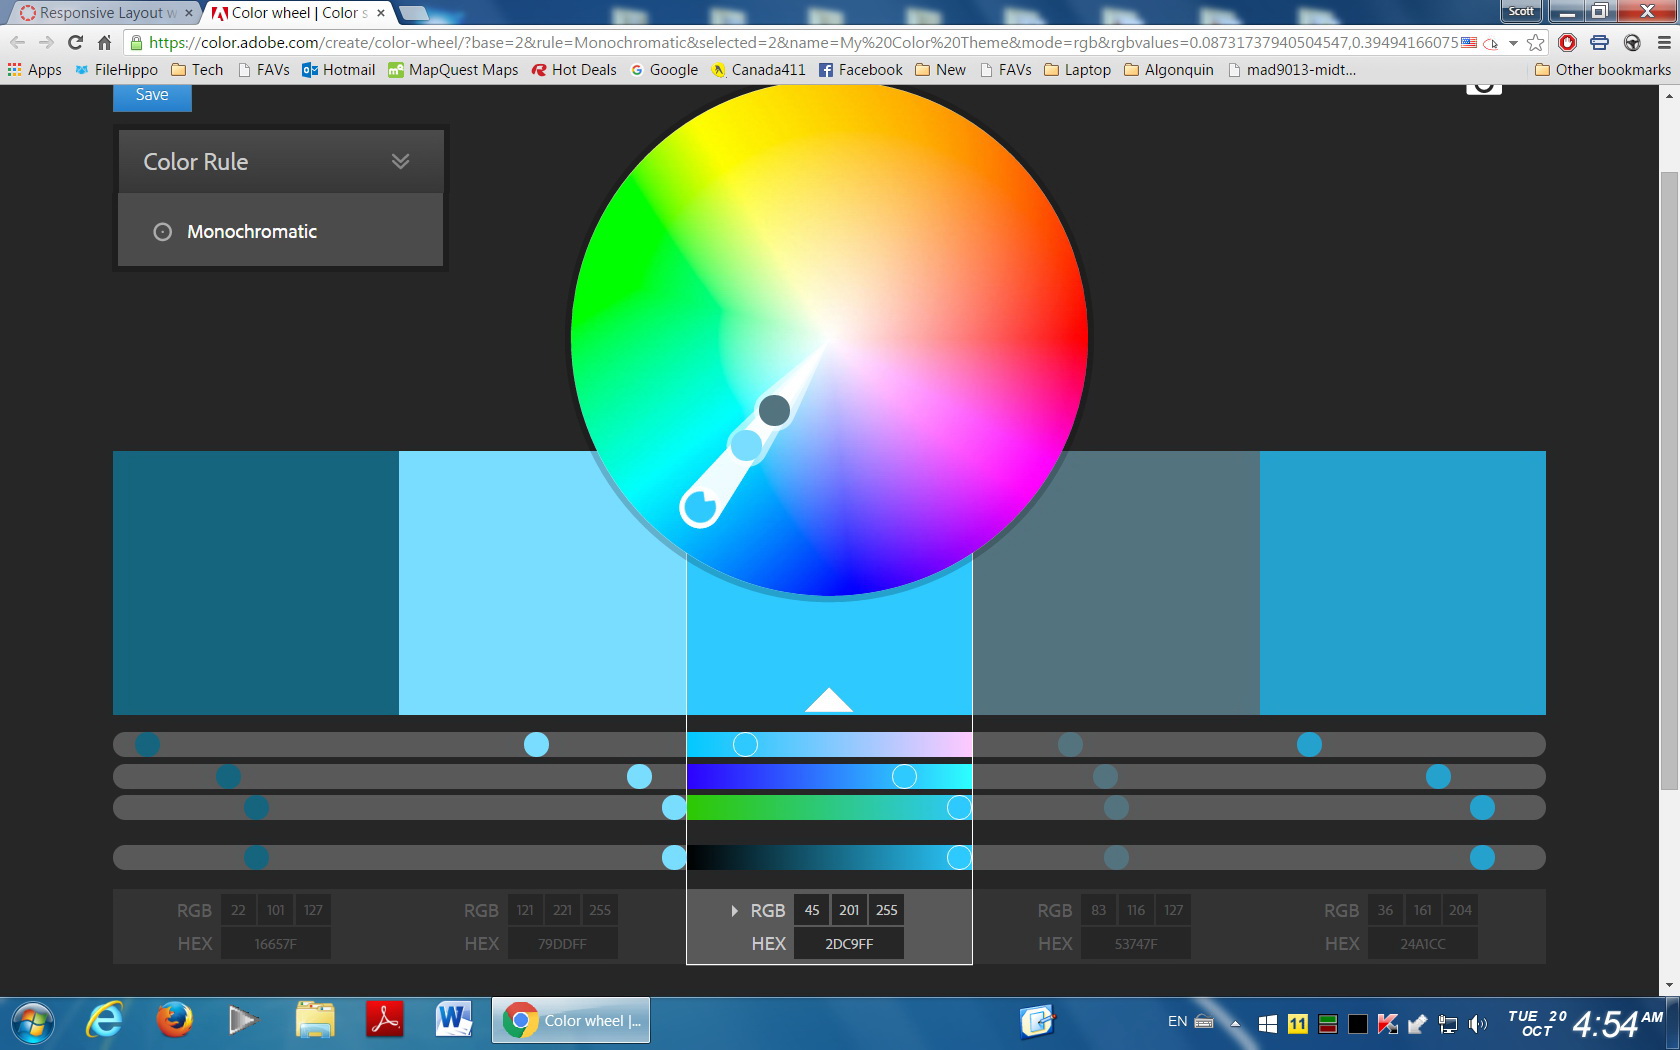 Responsive Layout w
Color wheel | Color s
Scott
https://color.adobe.com/create/color-wheel/?base=2&rule=Monochromatic&selected=2&name=My%20Color%20Theme&mode=rgb&rgbvalues=0.08731737940504547,0.39494166075
Apps FileHippo Tech FAVs Hotmail MapQuest Maps Hot Deals Google Canada411 Facebook New FAVs Laptop Algonquin mad9013-midt... Other bookmarks
Save
Color Rule
Monochromatic
RGB 22 101 127 RGB 121 221 255 RGB 45 201 255 RGB 83 116 127 RGB 36 161 204
HEX 16657F HEX 79DDFF HEX 2DC9FF HEX 53747F HEX 24A1CC
Color wheel |...
EN
11
TUE 20
OCT
4:54 AM